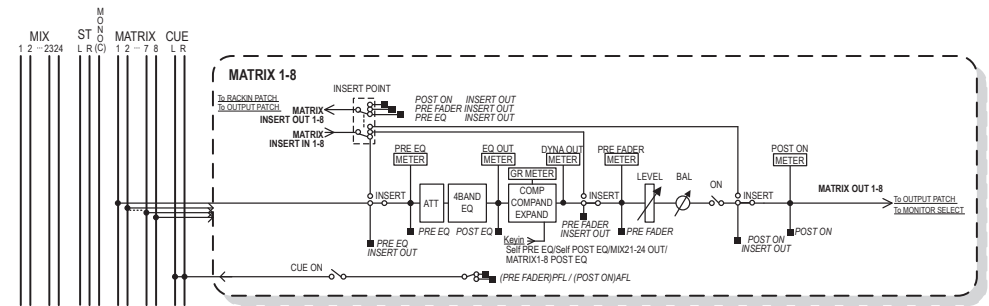 MIX
1 2 ··· 2324
ST
L R
MONO
(C)
MATRIX
1 2 ··· 7 8
CUE
L R
MATRIX 1-8
INSERT POINT
To RACKIN PATCH
To OUTPUT PATCH
MATRIX
INSERT OUT 1-8
MATRIX
INSERT IN 1-8
POST ON INSERT OUT
PRE FADER INSERT OUT
PRE EQ INSERT OUT
PRE EQ
METER
EQ OUT
METER
DYNA OUT
METER
PRE FADER
METER
POST ON
METER
GR METER
LEVEL
BAL
ON
INSERT
ATT
4BAND
EQ
COMP
COMPAND
EXPAND
INSERT
INSERT
MATRIX OUT 1-8
To OUTPUT PATCH
To MONITOR SELECT
PRE EQ
INSERT OUT
PRE EQ
POST EQ
PRE FADER
INSERT OUT
PRE FADER
POST ON
INSERT OUT
POST ON
Keyin
Self PRE EQ/Self POST EQ/MIX21-24 OUT/
MATRIX1-8 POST EQ
CUE ON
(PRE FADER)PFL / (POST ON)AFL